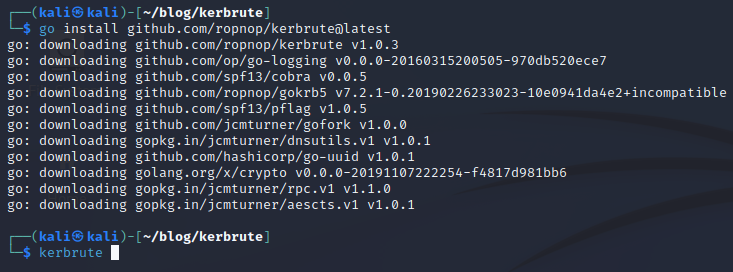 ┌──(kali㉿kali)-[~/blog/kerbrute]
└─$ go install github.com/ropnop/kerbrute@latest
go: downloading github.com/ropnop/kerbrute v1.0.3
go: downloading github.com/op/go-logging v0.0.0-20160315200505-970db520ece7
go: downloading github.com/spf13/cobra v0.0.5
go: downloading github.com/ropnop/gokrb5 v7.2.1-0.20190226233023-10e0941da4e2+incompatible
go: downloading github.com/spf13/pflag v1.0.5
go: downloading github.com/jcmturner/gofork v1.0.0
go: downloading gopkg.in/jcmturner/dnsutils.v1 v1.0.1
go: downloading github.com/hashicorp/go-uuid v1.0.1
go: downloading golang.org/x/crypto v0.0.0-20191107222254-f4817d981bb6
go: downloading gopkg.in/jcmturner/rpc.v1 v1.1.0
go: downloading gopkg.in/jcmturner/aescts.v1 v1.0.1
┌──(kali㉿kali)-[~/blog/kerbrute]
└─$ kerbrute